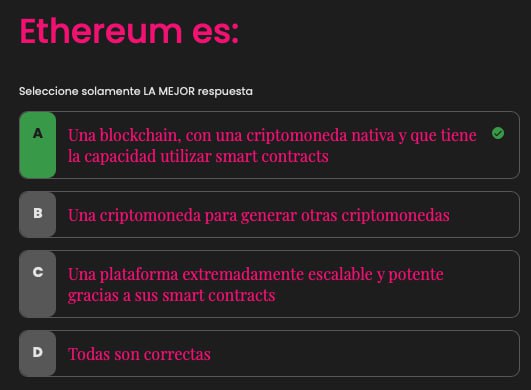 Ethereum es:
Seleccione solamente LA MEJOR respuesta
A
Una blockchain, con una criptomoneda nativa y que tiene
la capacidad utilizar smart contracts
B
Una criptomoneda para generar otras criptomonedas
C
Una plataforma extremadamente escalable y potente
gracias a sus smart contracts
D
Todas son correctas